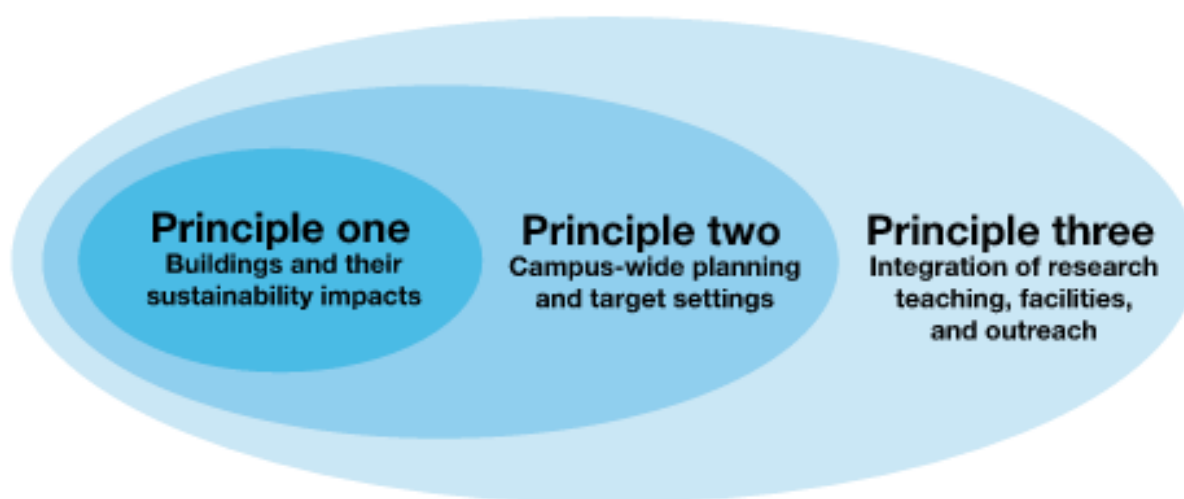 Principle one
Buildings and their
sustainability impacts
Principle two
Campus-wide planning
and target settings
Principle three
Integration of research
teaching, facilities,
and outreach